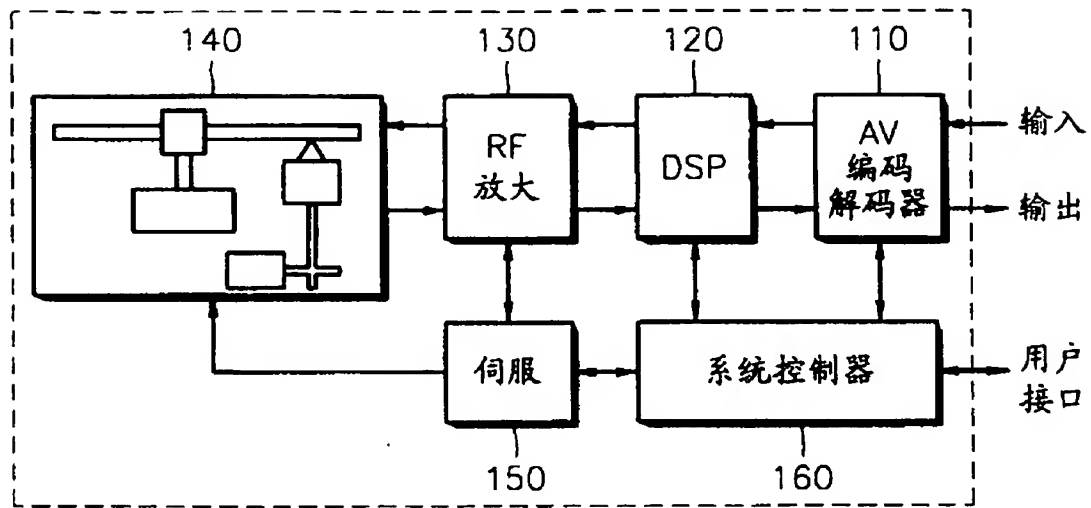 140
130
120
110
RF
放大
DSP
AV
编码
解码器
输入
输出
伺服
系统控制器
用户
接口
150
160